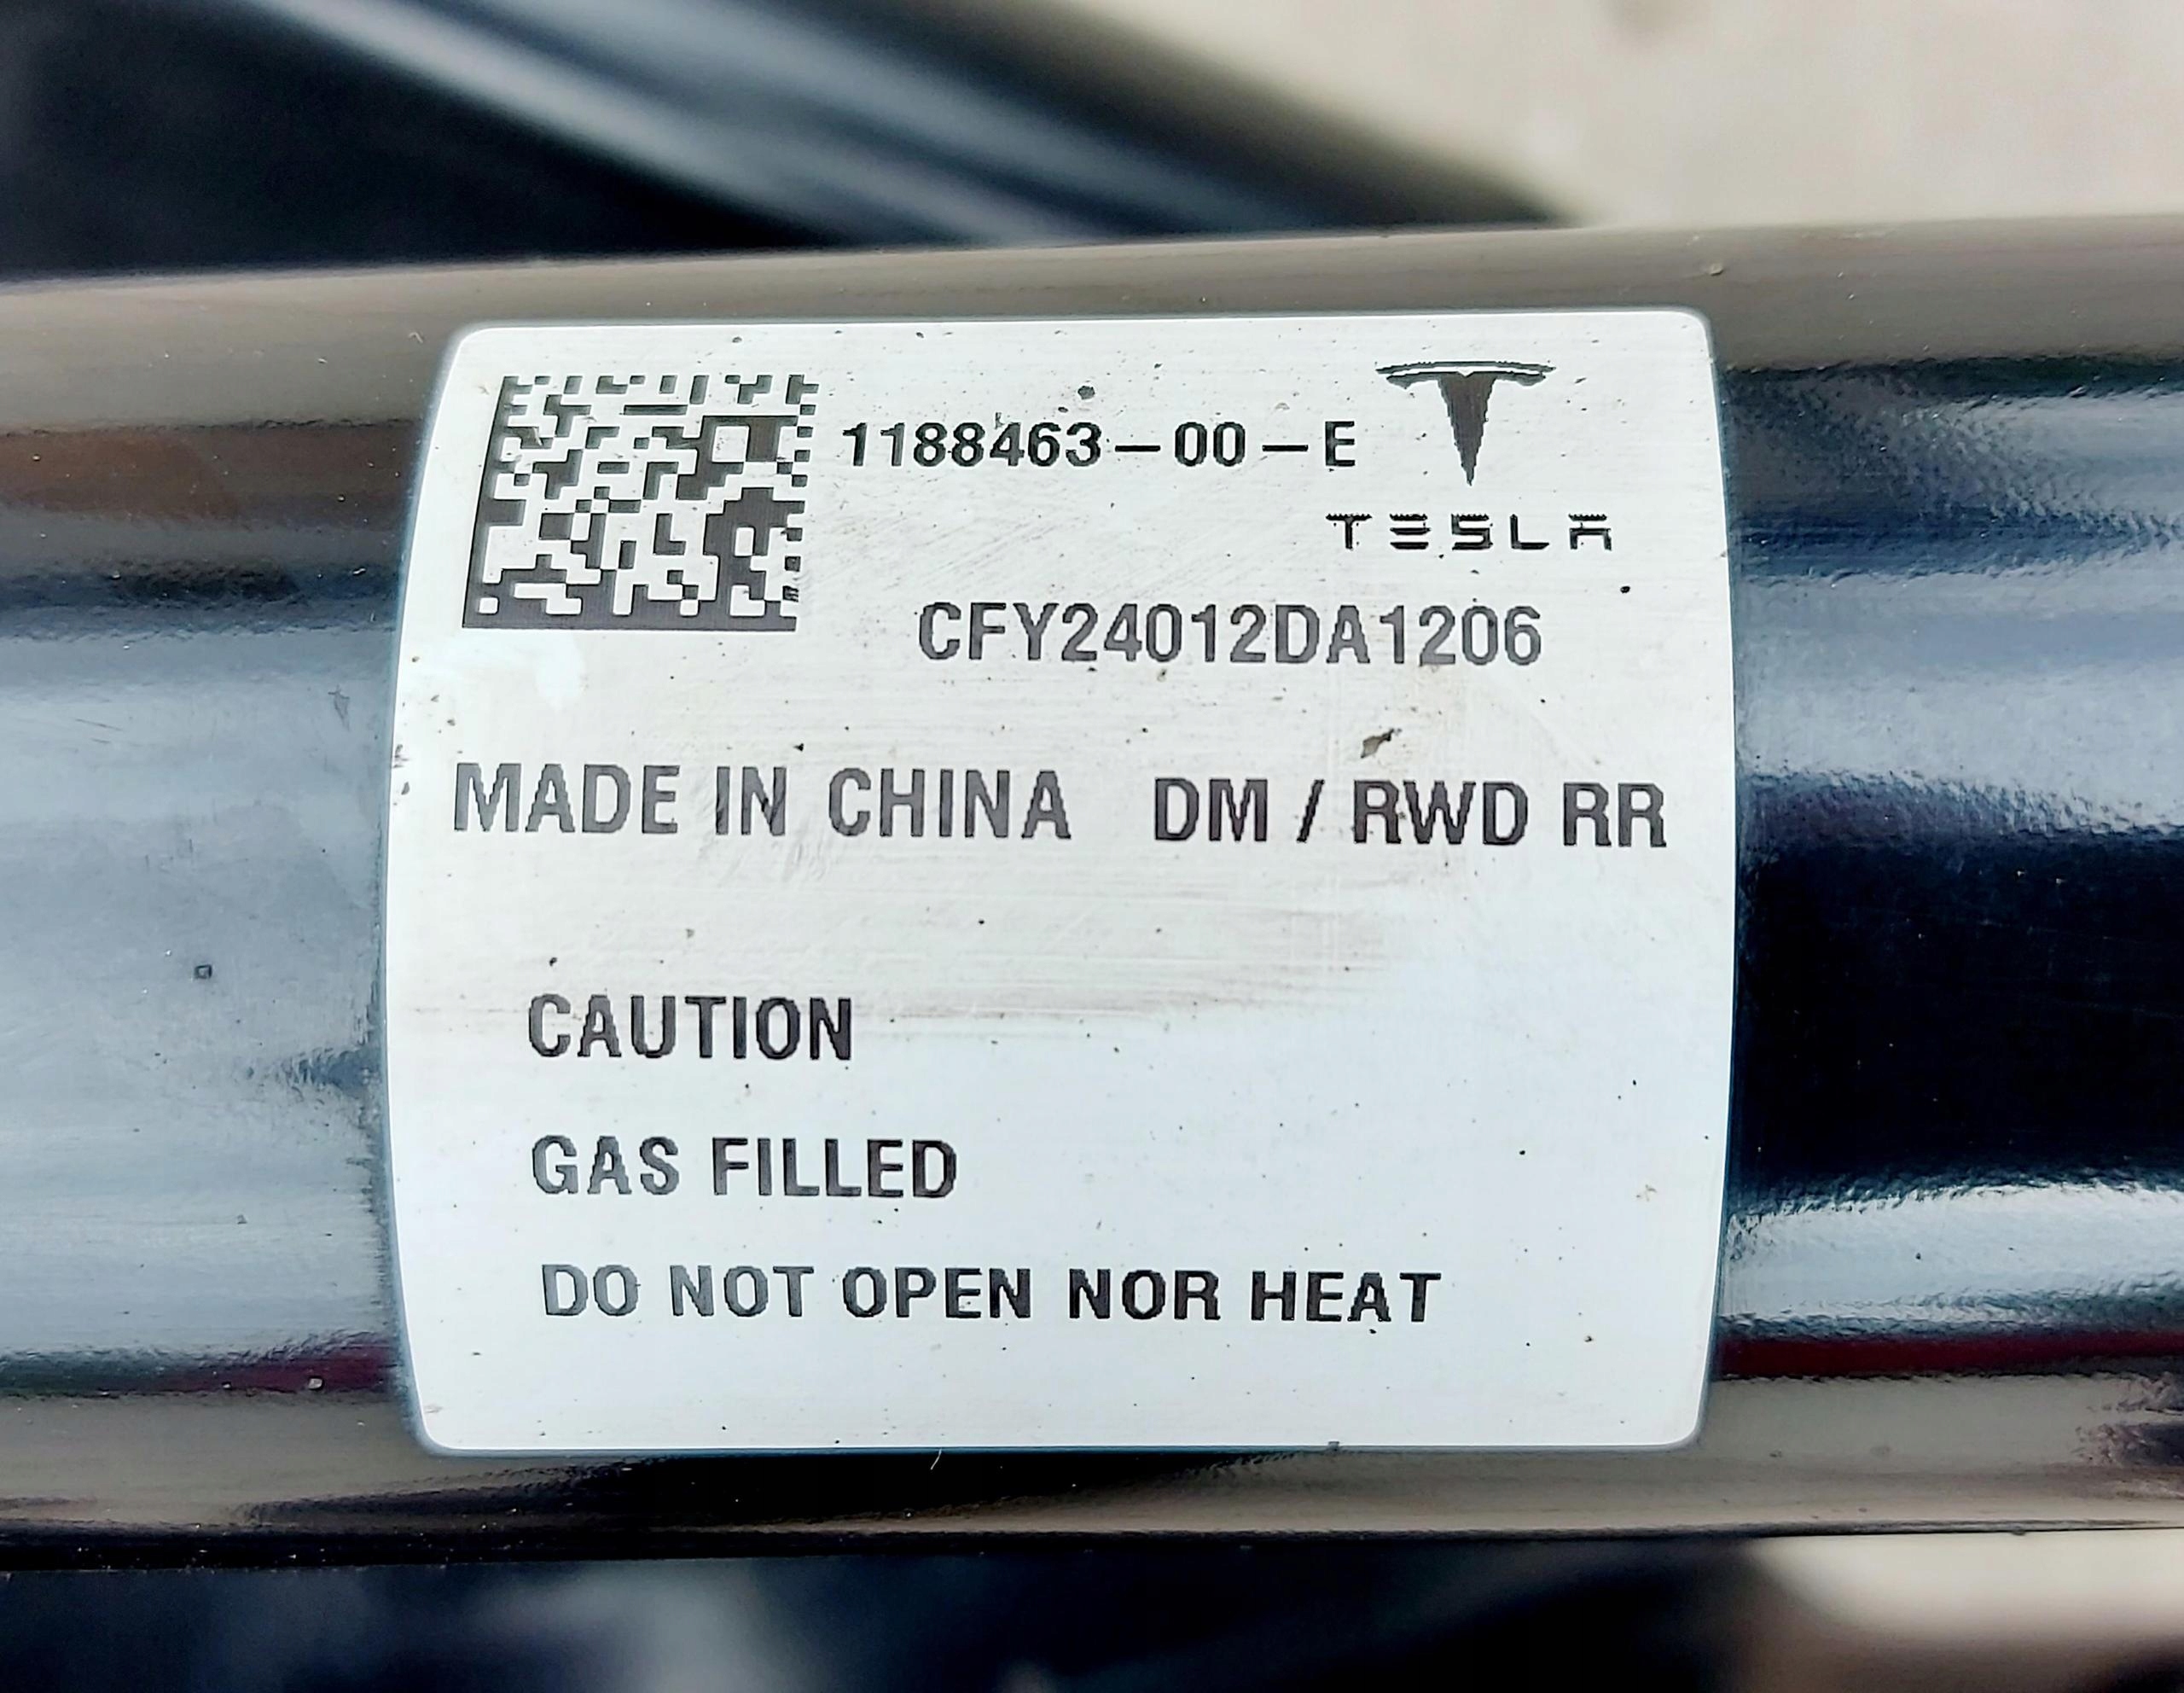 1188463-00-E
TESLA
CFY24012DA1206
MADE IN CHINA DM / RWD RR
CAUTION
GAS FILLED
DO NOT OPEN NOR HEAT